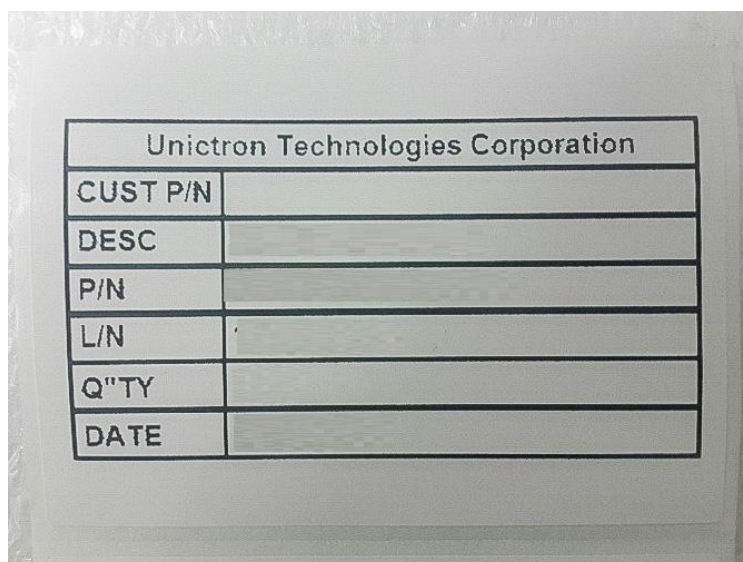 Unictron Technologies Corporation
CUST P/N
DESC
P/N
L/N
Q"TY
DATE